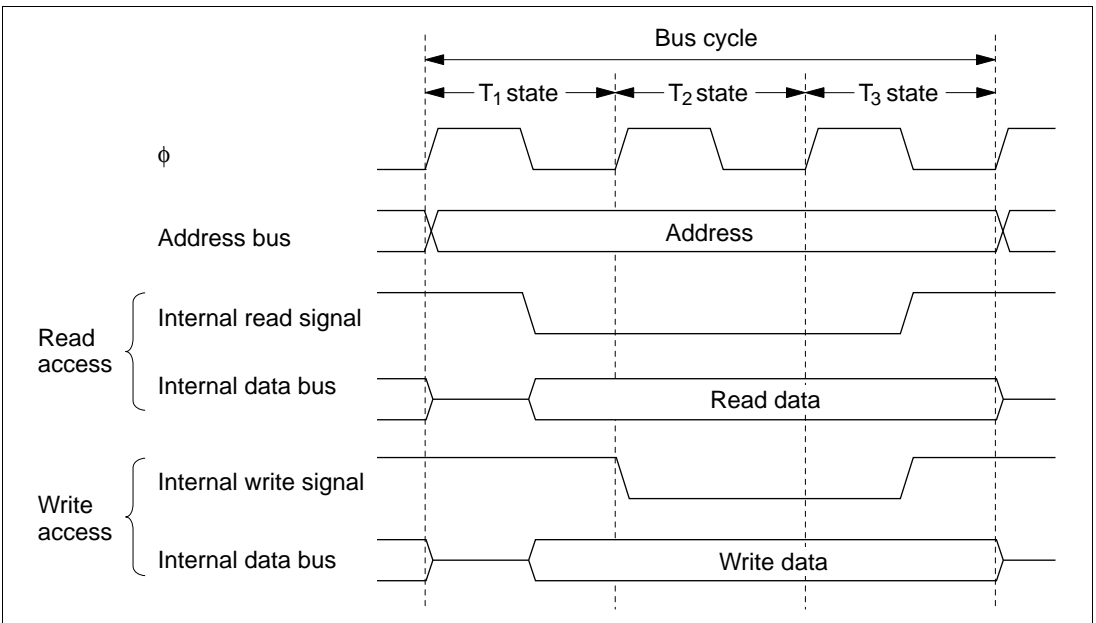 Bus cycle
T1 state T2 state T3 state
ϕ
Address bus
Address
Read
access
Internal read signal
Internal data bus
Read data
Write
access
Internal write signal
Internal data bus
Write data